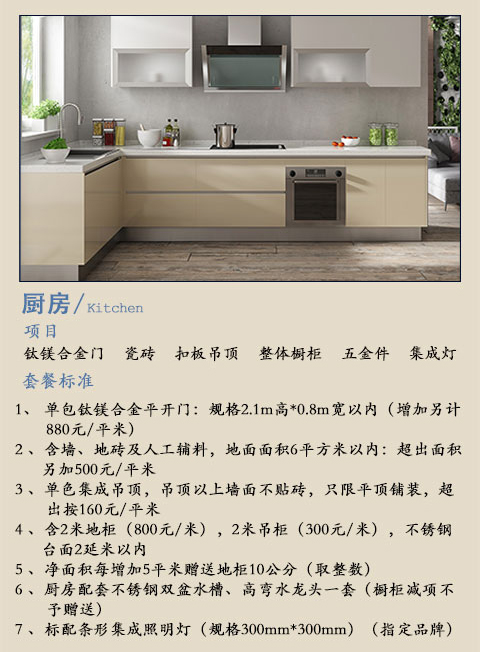 厨房/Kitchen
项目
钛镁合金门 瓷砖 扣板吊顶 整体橱柜 五金件 集成灯
套餐标准
1、单包钛镁合金平开门：规格2.1m高*0.8m宽以内（增加另计
880元/平米）
2、含墙、地砖及人工辅料，地面面积6平方米以内：超出面积
另加500元/平米
3、单色集成吊顶，吊顶以上墙面不贴砖，只限平顶铺装，超
出按160元/平米
4、含2米地柜（800元/米），2米吊柜（300元/米），不锈钢
台面2延米以内
5、净面积每增加5平米赠送地柜10公分（取整数）
6、厨房配套不锈钢双盆水槽、高弯水龙头一套（橱柜减项不
予赠送）
7、标配条形集成照明灯（规格300mm*300mm）（指定品牌）